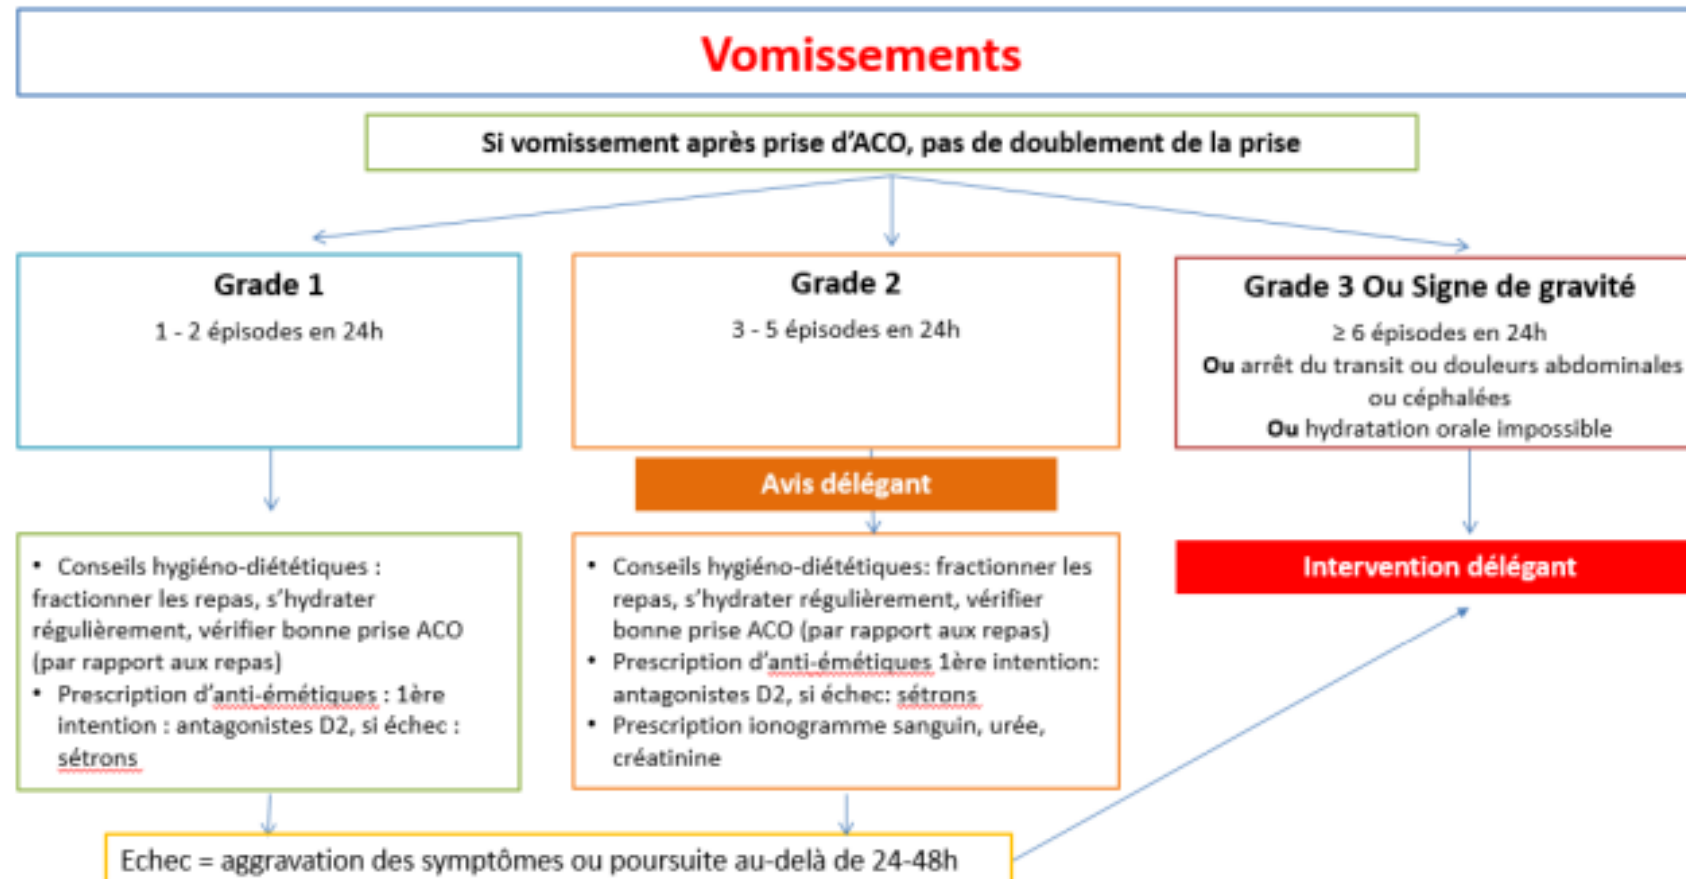 Vomissements
Si vomissement après prise d'ACO, pas de doublement de la prise
Grade 1
1 - 2 épisodes en 24h
Grade 2
3 - 5 épisodes en 24h
Grade 3 Ou Signe de gravité
≥ 6 épisodes en 24h
Ou arrêt du transit ou douleurs abdominales
ou céphalées
Ou hydratation orale impossible
Avis délégant
• Conseils hygiéno-diététiques :
fractionner les repas, s'hydrater
régulièrement, vérifier bonne prise ACO
(par rapport aux repas)
• Prescription d'anti-émétiques : 1ère
intention : antagonistes D2, si échec :
sétrons
• Conseils hygiéno-diététiques: fractionner les
repas, s'hydrater régulièrement, vérifier
bonne prise ACO (par rapport aux repas)
• Prescription d'anti-émétiques 1ère intention:
antagonistes D2, si échec: sétrons
• Prescription ionogramme sanguin, urée,
créatinine
Intervention délégant
Echec = aggravation des symptômes ou poursuite au-delà de 24-48h